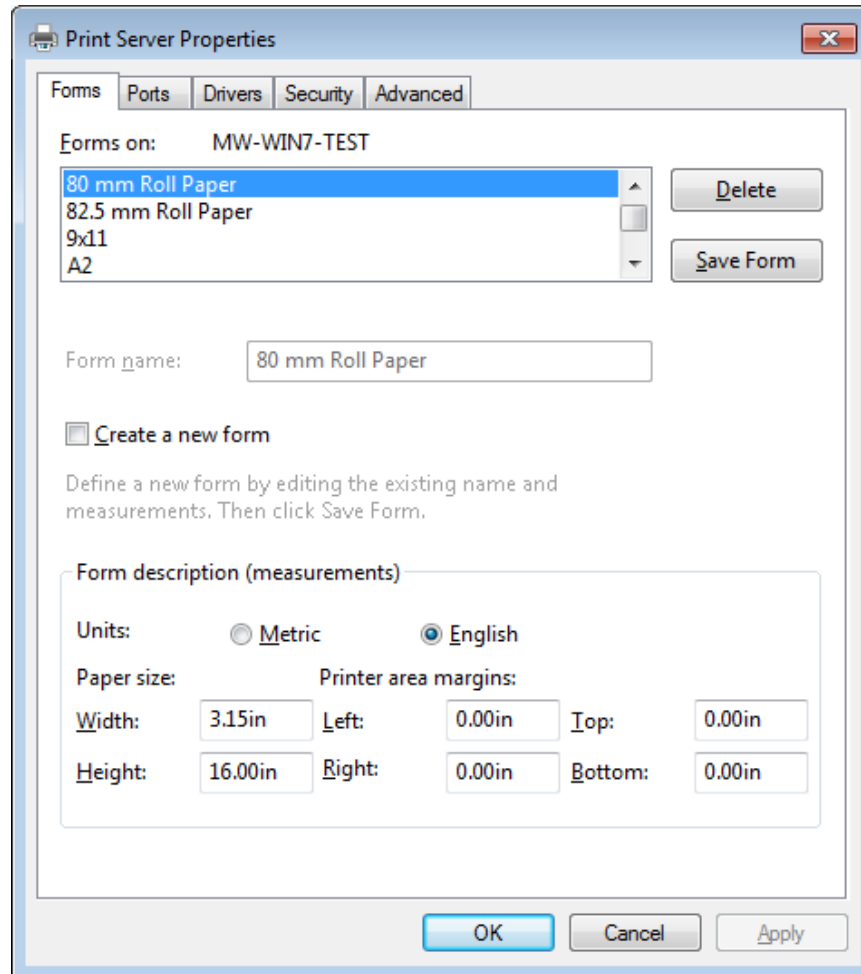 Print Server Properties
Forms Ports Drivers Security Advanced
Forms on: MW-WIN7-TEST
80 mm Roll Paper
82.5 mm Roll Paper
9x11
A2
Delete
Save Form
Form name: 80 mm Roll Paper
Create a new form
Define a new form by editing the existing name and
measurements. Then click Save Form.
Form description (measurements)
Units: Metric English
Paper size: Printer area margins:
Width: 3.15in Left: 0.00in Top: 0.00in
Height: 16.00in Right: 0.00in Bottom: 0.00in
OK Cancel Apply